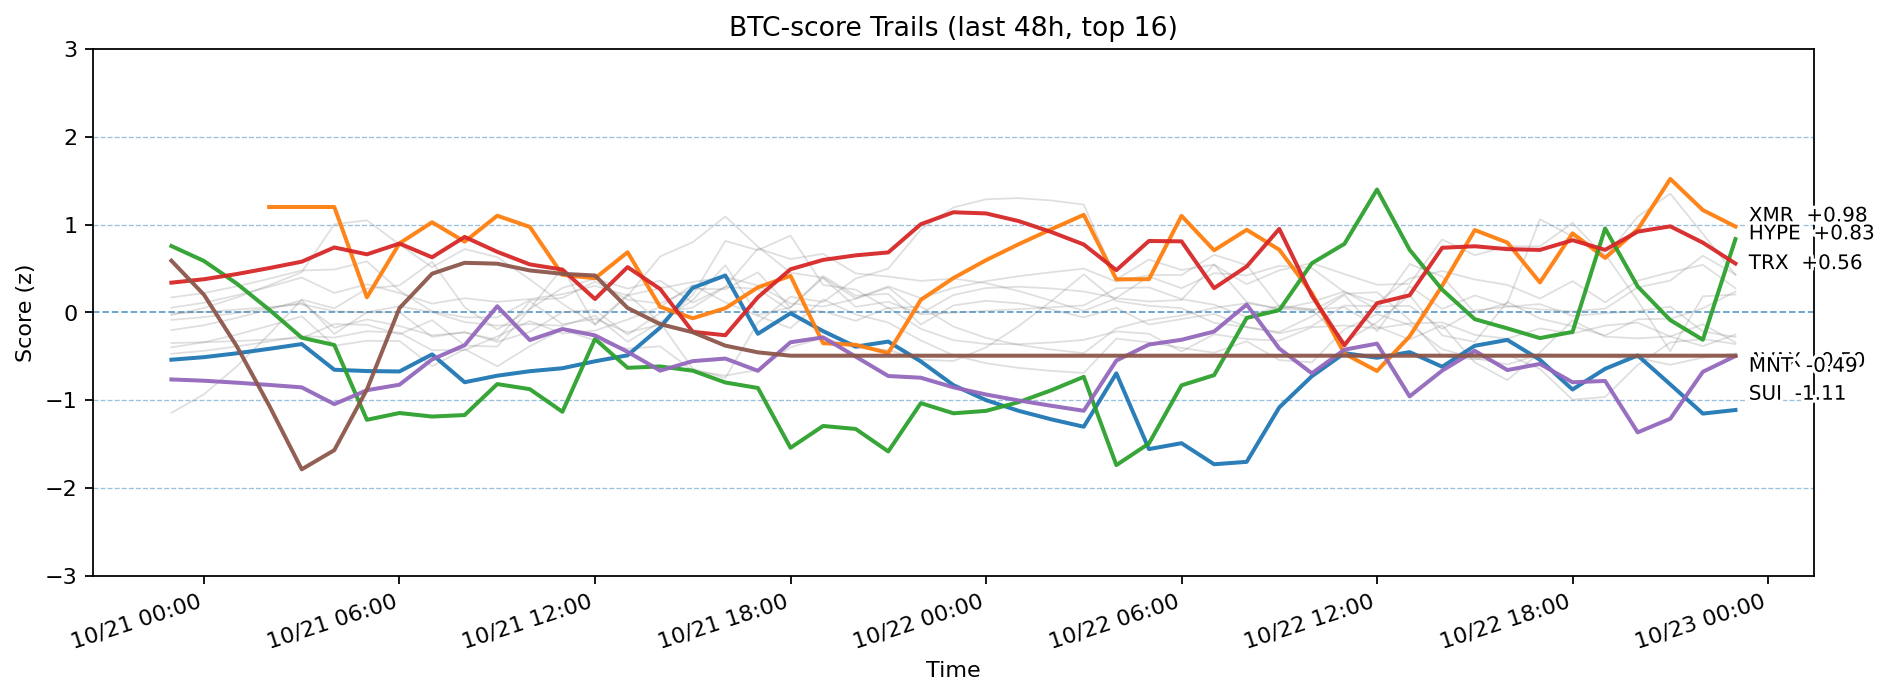 BTC-score Trails (last 48h, top 16)
Score (z)
3
2
1
0
−1
−2
−3
XMR +0.98
HYPE +0.83
TRX +0.56
MNT -0.49
SUI -1.11
10/21 00:00
10/21 06:00
10/21 12:00
10/21 18:00
10/22 00:00
10/22 06:00
10/22 12:00
10/22 18:00
10/23 00:00
Time